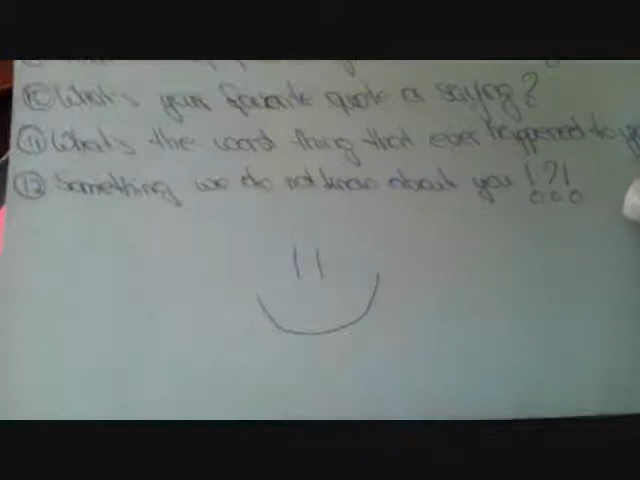 ⑩ What's your favorite quote or saying?
⑪ What's the worst thing that ever happened to yo
⑫ Something we do not know about you !?!